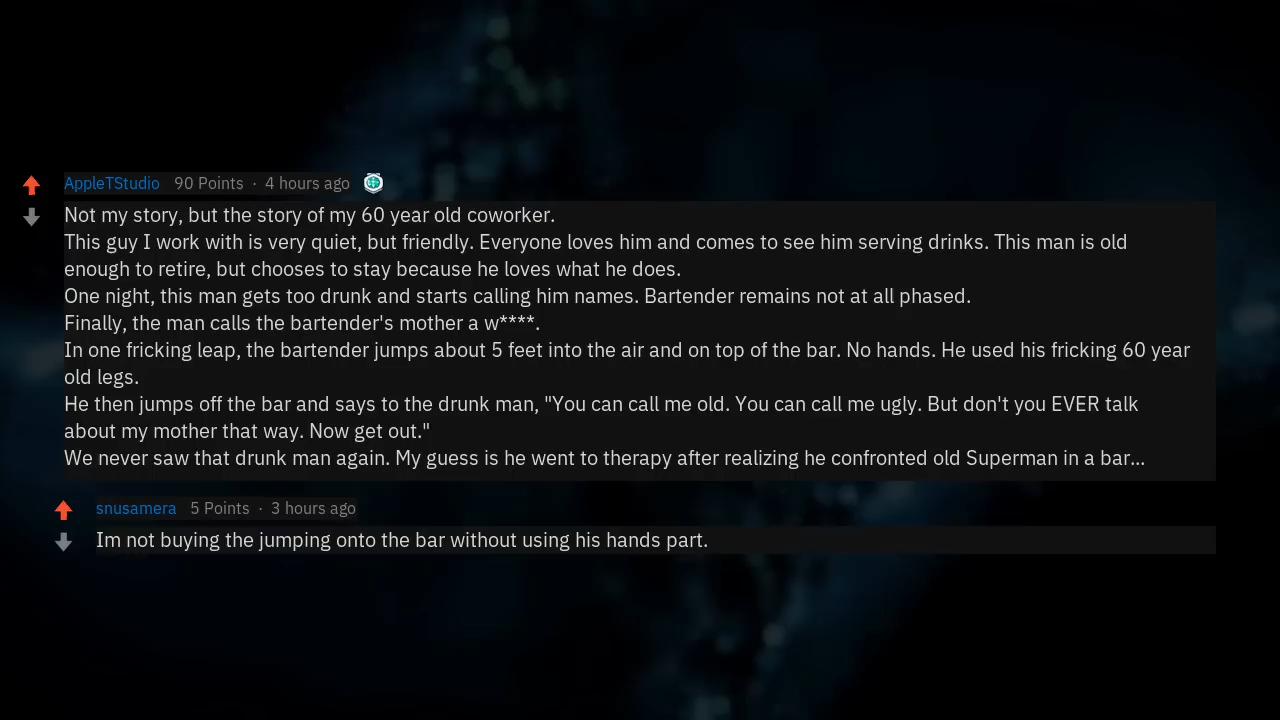 AppleTStudio 90 Points · 4 hours ago
Not my story, but the story of my 60 year old coworker.
This guy I work with is very quiet, but friendly. Everyone loves him and comes to see him serving drinks. This man is old
enough to retire, but chooses to stay because he loves what he does.
One night, this man gets too drunk and starts calling him names. Bartender remains not at all phased.
Finally, the man calls the bartender's mother a w****.
In one fricking leap, the bartender jumps about 5 feet into the air and on top of the bar. No hands. He used his fricking 60 year
old legs.
He then jumps off the bar and says to the drunk man, "You can call me old. You can call me ugly. But don't you EVER talk
about my mother that way. Now get out."
We never saw that drunk man again. My guess is he went to therapy after realizing he confronted old Superman in a bar...
snusamera 5 Points · 3 hours ago
Im not buying the jumping onto the bar without using his hands part.